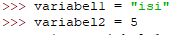 >>> variabel1 = "isi"
>>> variabel2 = 5